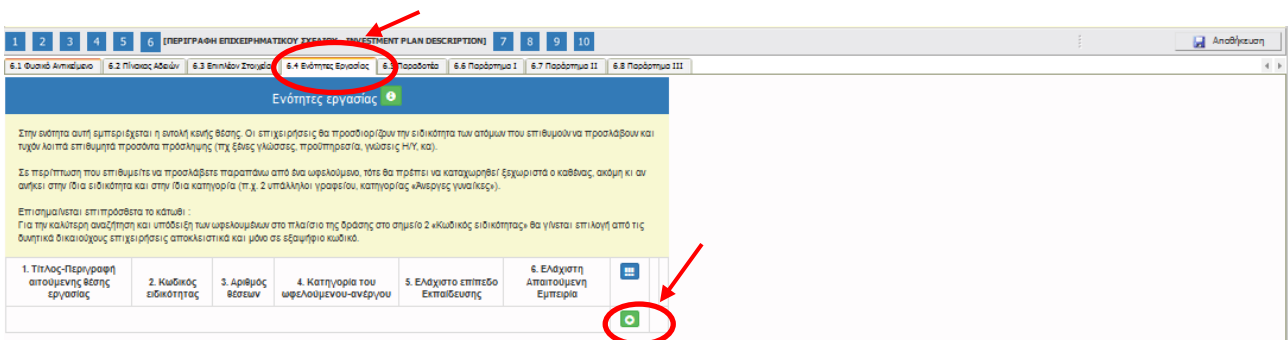 1 2 3 4 5 6 [ΠΕΡΙΓΡΑΦΗ ΕΠΙΧΕΙΡΗΜΑΤΙΚΟΥ ΣΧΕΔΙΟΥ - INVESTMENT PLAN DESCRIPTION] 7 8 9 10 Αποθήκευση
6.1 Φυσικό Αντικείμενο 6.2 Πίνακας Αδειών 6.3 Επιπλέον Στοιχεία 6.4 Ενότητες Εργασίας 6.5 Παραδοτέα 6.6 Παράρτημα I 6.7 Παράρτημα II 6.8 Παράρτημα III
Ενότητες εργασίας
Στην ενότητα αυτή εμπεριέχεται η εντολή κενής θέσης. Οι επιχειρήσεις θα προσδιορίζουν την ειδικότητα των ατόμων που επιθυμούν να προσλάβουν και
τυχόν λοιπά επιθυμητά προσόντα πρόσληψης (πχ ξένες γλώσσες, προϋπηρεσία, γνώσεις Η/Υ, κα).
Σε περίπτωση που επιθυμείτε να προσλάβετε παραπάνω από ένα ωφελούμενο, τότε θα πρέπει να καταχωρηθεί ξεχωριστά ο καθένας, ακόμη κι αν
ανήκει στην ίδια ειδικότητα και στην ίδια κατηγορία (π.χ. 2 υπάλληλοι γραφείου, κατηγορίας «Άνεργες γυναίκες»).
Επισημαίνεται επιπρόσθετα το κάτωθι :
Για την καλύτερη αναζήτηση και υπόδειξη των ωφελουμένων στο πλαίσιο της δράσης στο σημείο 2 «Κωδικός ειδικότητας» θα γίνεται επιλογή από τις
δυνητικά δικαιούχους επιχειρήσεις αποκλειστικά και μόνο σε εξαψήφιο κωδικό.
1. Τίτλος-Περιγραφή
αιτούμενης θέσης
εργασίας
2. Κωδικός
ειδικότητας
3. Αριθμός
θέσεων
4. Κατηγορία του
ωφελούμενου-ανέργου
5. Ελάχιστο επίπεδο
Εκπαίδευσης
6. Ελάχιστη
Απαιτούμενη
Εμπειρία